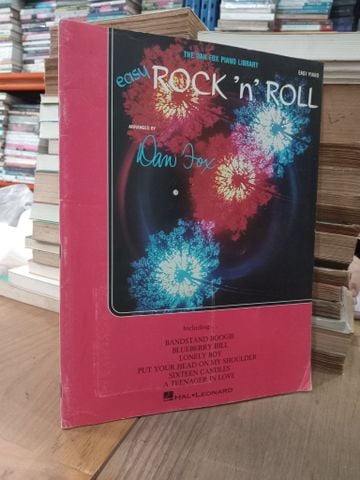 THE DAN FOX PIANO LIBRARY
EASY PIANO
easy
ROCK 'n' ROLL
ARRANGED BY
Dan Fox
Including...
BANDSTAND BOOGIE
BLUEBERRY HILL
LONELY BOY
PUT YOUR HEAD ON MY SHOULDER
SIXTEEN CANDLES
A TEENAGER IN LOVE
HAL•LEONARD